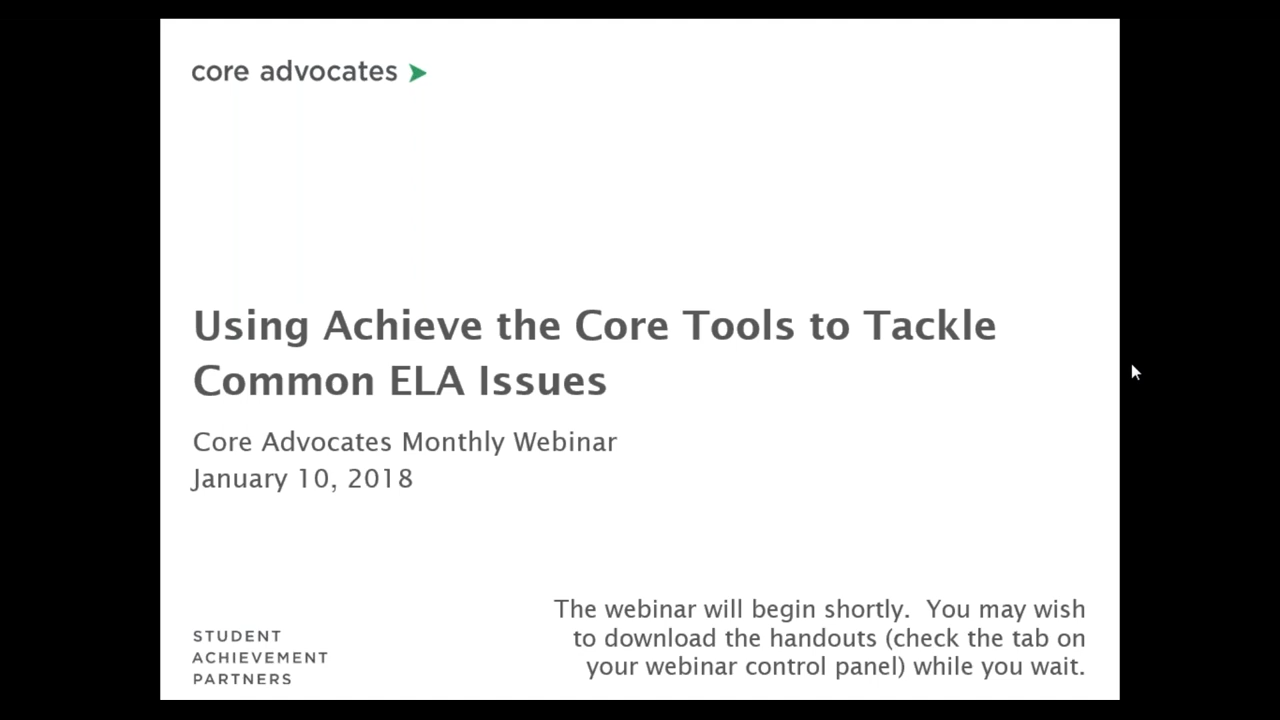 core advocates
Using Achieve the Core Tools to Tackle
Common ELA Issues
Core Advocates Monthly Webinar
January 10, 2018
The webinar will begin shortly.  You may wish
to download the handouts (check the tab on
your webinar control panel) while you wait.
STUDENT
ACHIEVEMENT
PARTNERS